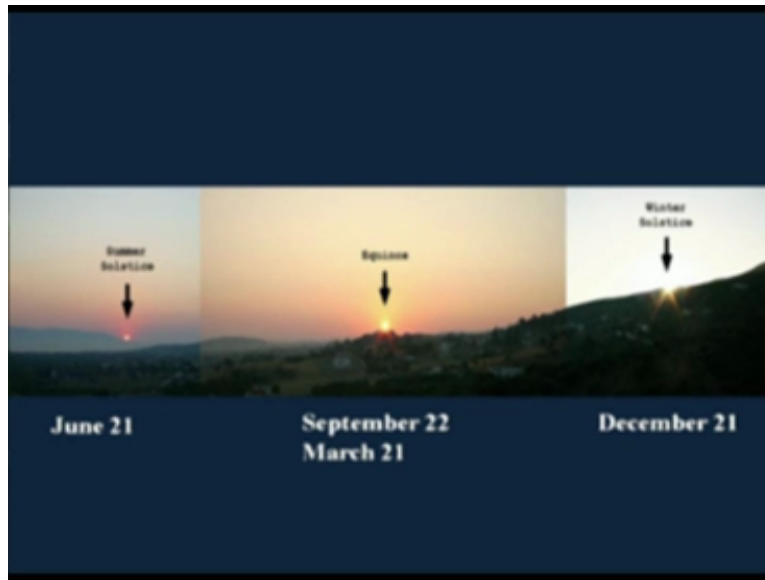 Summer
Solstice
Equinox
Winter
Solstice
June 21
September 22
March 21
December 21